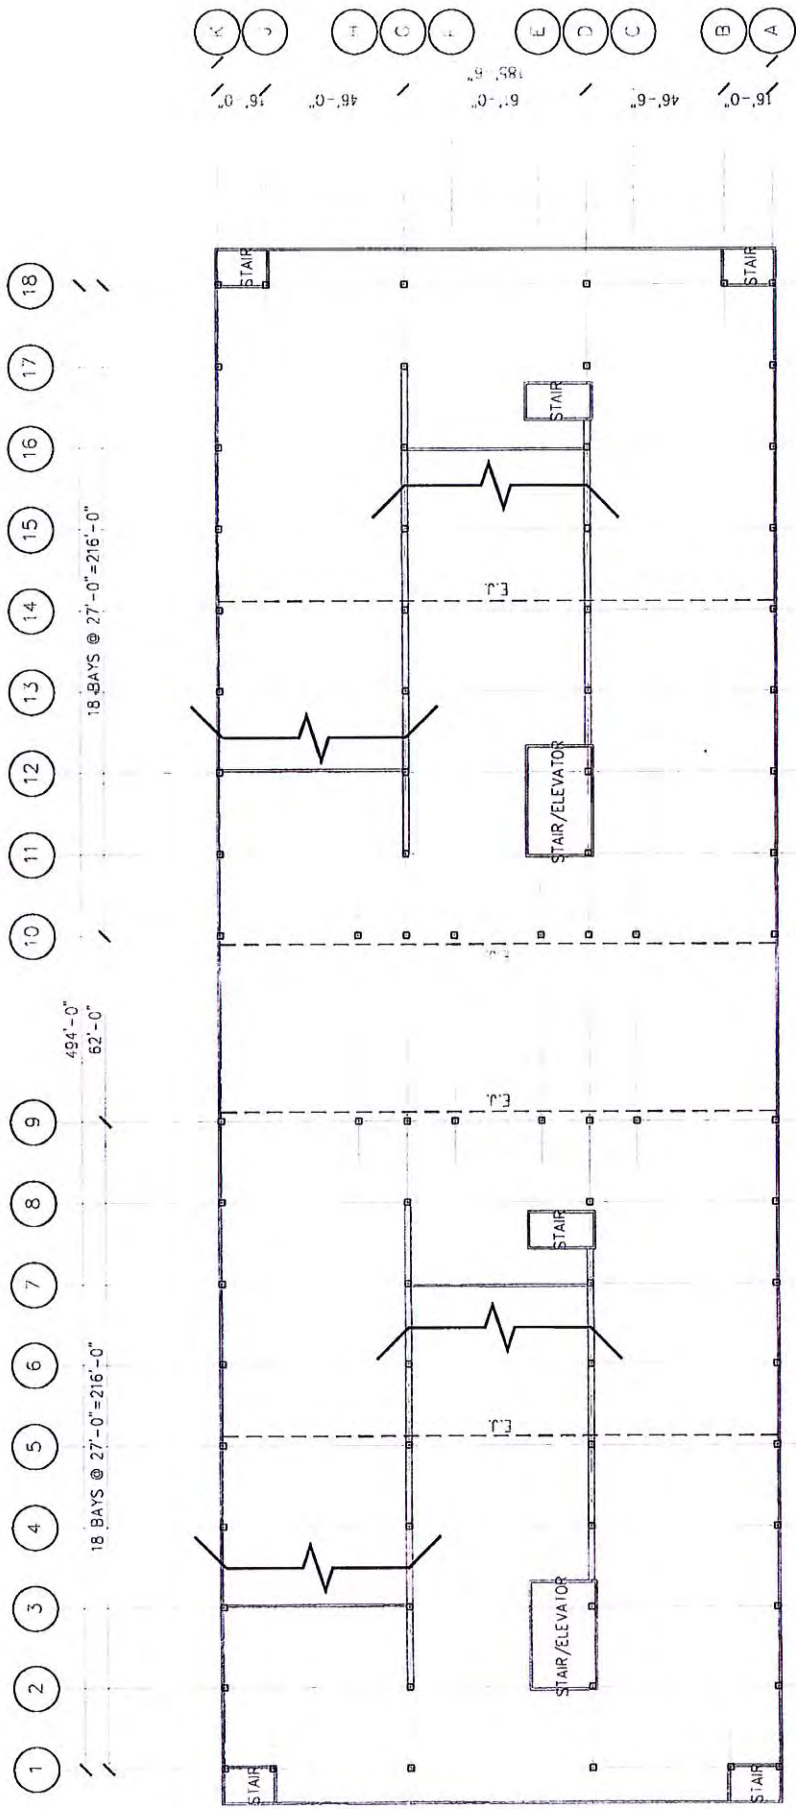 K
J
H
G
F
E
D
C
B
A
185'-6"
16'-0"
46'-0"
61'-0"
46'-6"
16'-0"
18
17
16
15
14
13
12
11
10
9
8
7
6
5
4
3
2
1
18 BAYS @ 27'-0"=216'-0"
494'-0"
62'-0"
18 BAYS @ 27'-0"=216'-0"
STAIR
STAIR
STAIR
E.J.
STAIR/ELEVATOR
E.J.
E.J.
STAIR
E.J.
STAIR/ELEVATOR
STAIR
STAIR